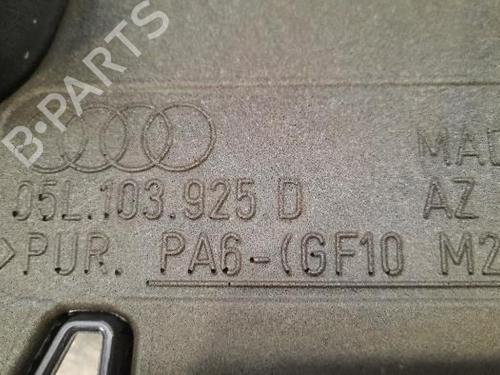 B-PARTS
MAD
05L.103.925 D AZ
>PUR. PA6-(GF10 M2